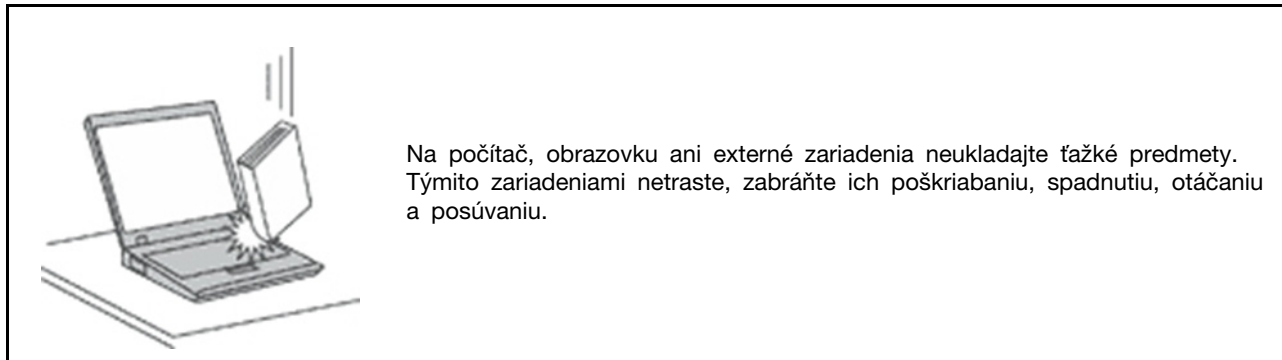 Na počítač, obrazovku ani externé zariadenia neukladajte ťažké predmety.
Týmito zariadeniami netraste, zabráňte ich poškriabaniu, spadnutiu, otáčaniu
a posúvaniu.